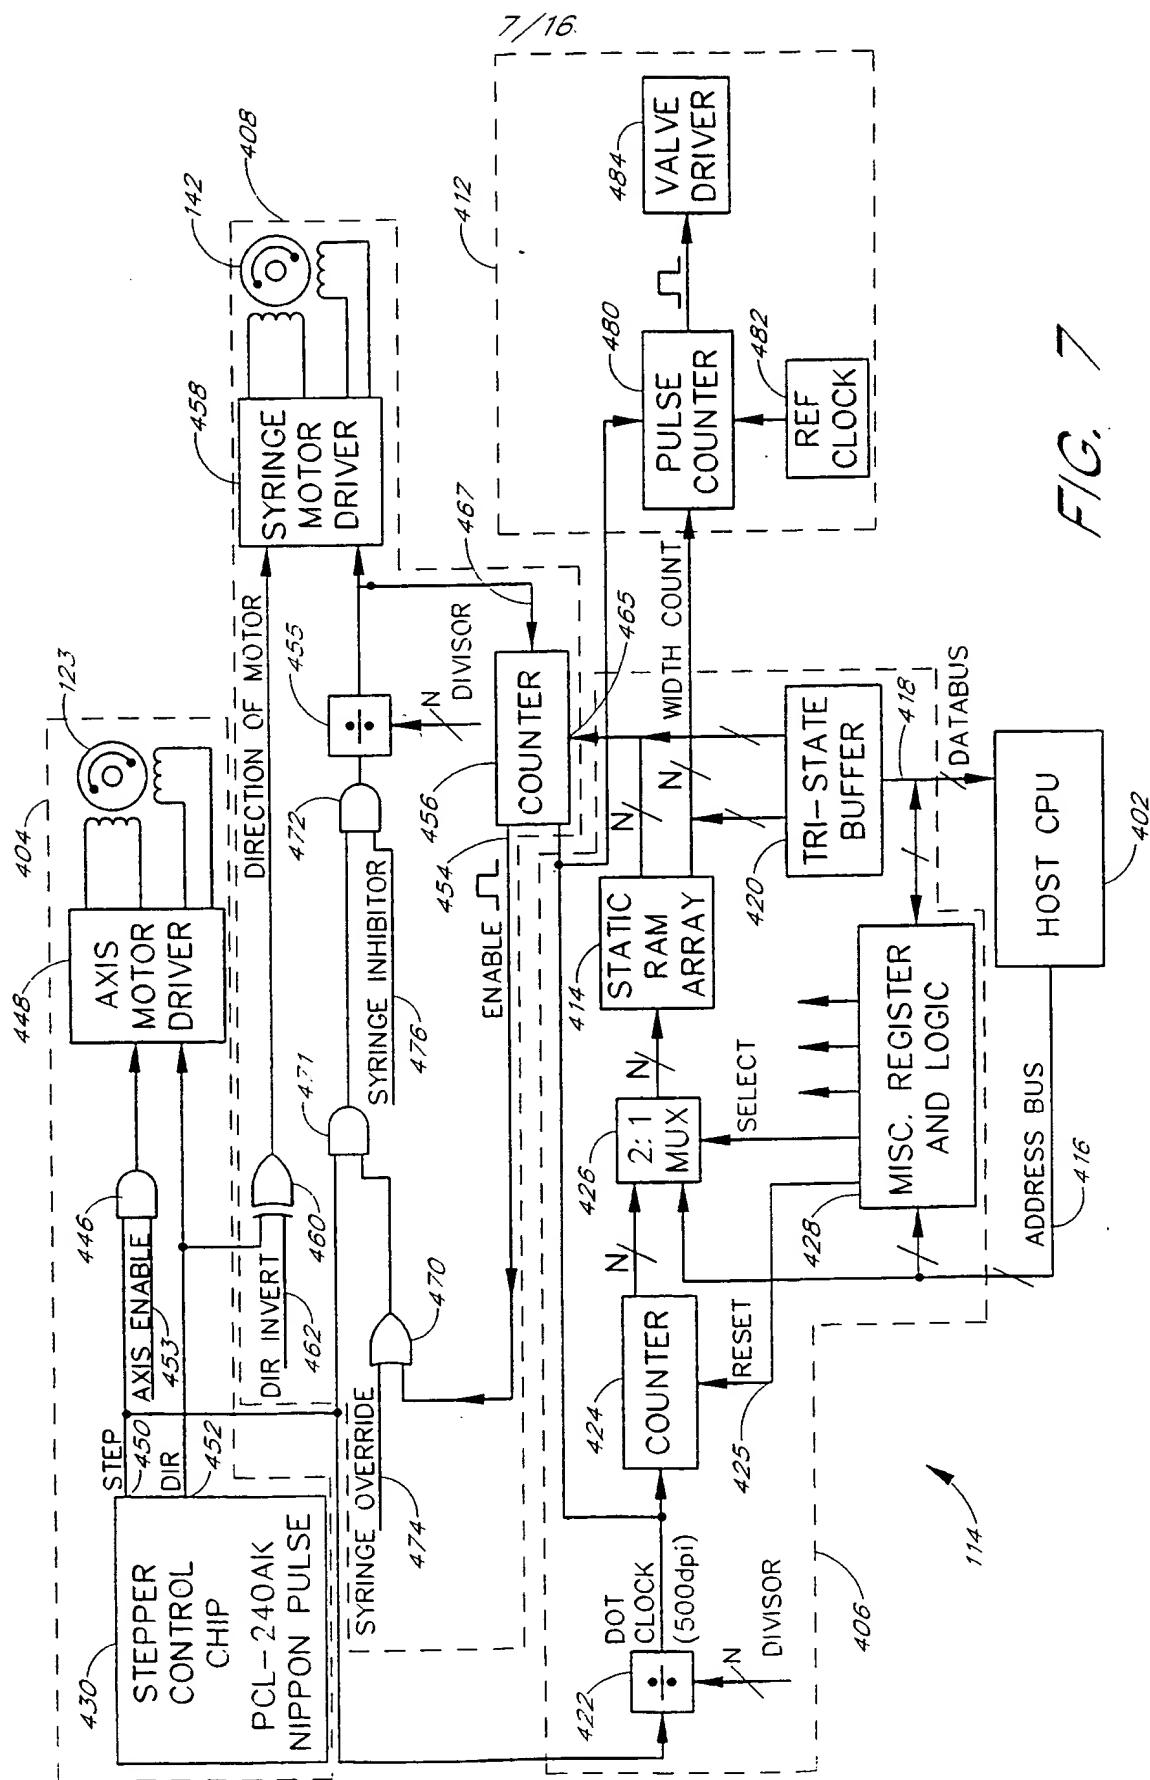 7/16
404
123
448
AXIS
MOTOR
DRIVER
446
AXIS ENABLE
453
STEP
450
DIR
452
430
STEPPER
CONTROL
CHIP
PCL-240AK
NIPPON PULSE
408
142
458
SYRINGE
MOTOR
DRIVER
DIRECTION OF MOTOR
460
DIR INVERT
462
455
N
DIVISOR
472
SYRINGE INHIBITOR
476
471
470
SYRINGE OVERRIDE
474
467
456
COUNTER
465
454
ENABLE
412
484
VALVE
DRIVER
480
PULSE
COUNTER
482
REF
CLOCK
WIDTH COUNT
N
N
414
STATIC
RAM
ARRAY
420
TRI-STATE
BUFFER
418
DATABUS
N
426
2:1
MUX
SELECT
N
424
COUNTER
RESET
425
428
MISC. REGISTER
AND LOGIC
HOST CPU
402
ADDRESS BUS
416
DOT
CLOCK
(500dpi)
422
N
DIVISOR
406
114
FIG. 7